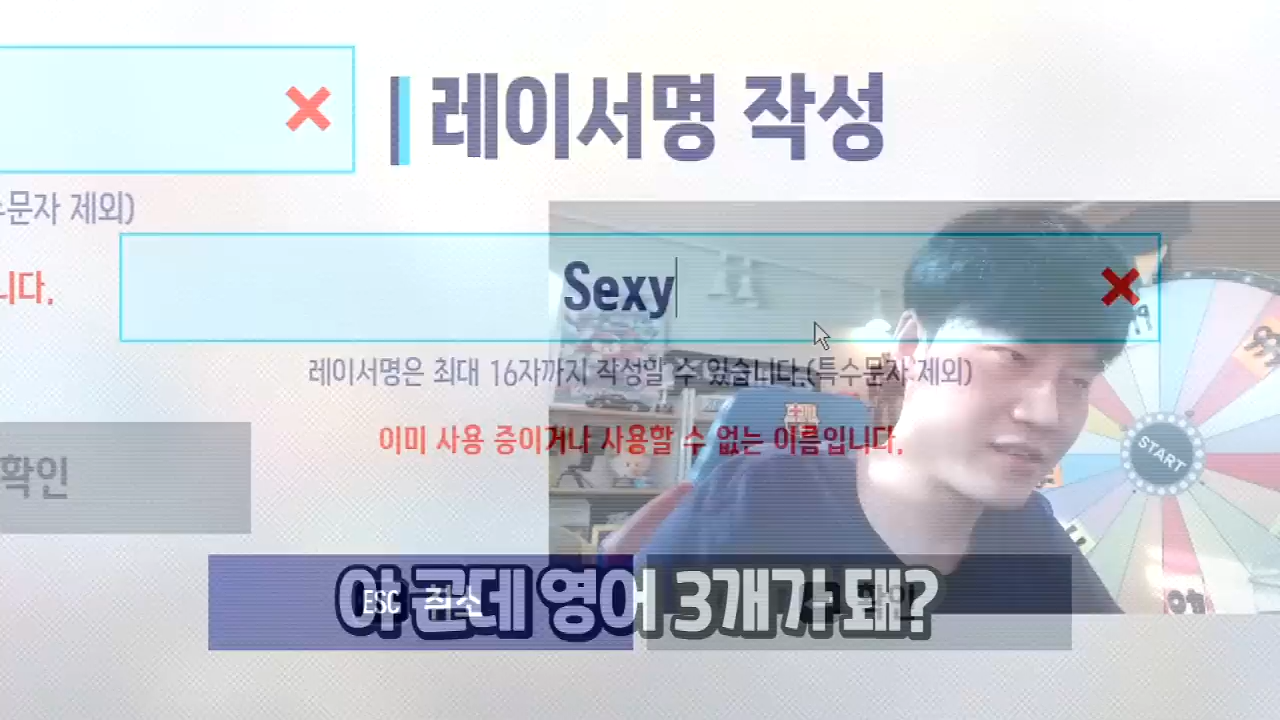 레이서명 작성
수문자 제외)
니다.
Sexy
레이서명은 최대 16자까지 작성할 수 있습니다.(특수문자 제외)
이미 사용 중이거나 사용할 수 없는 이름입니다.
START
확인
ESC 취소
확인
야 근데 영어 3개가 돼?